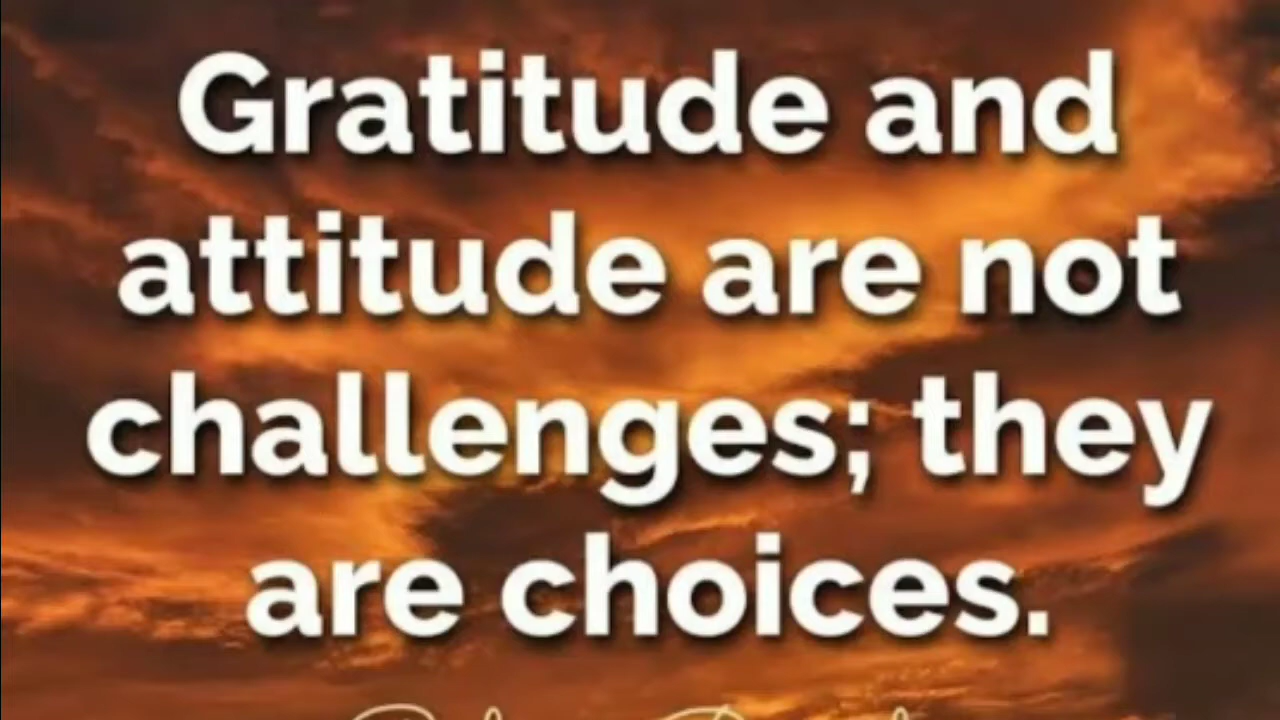 Gratitude and
attitude are not
challenges; they
are choices.